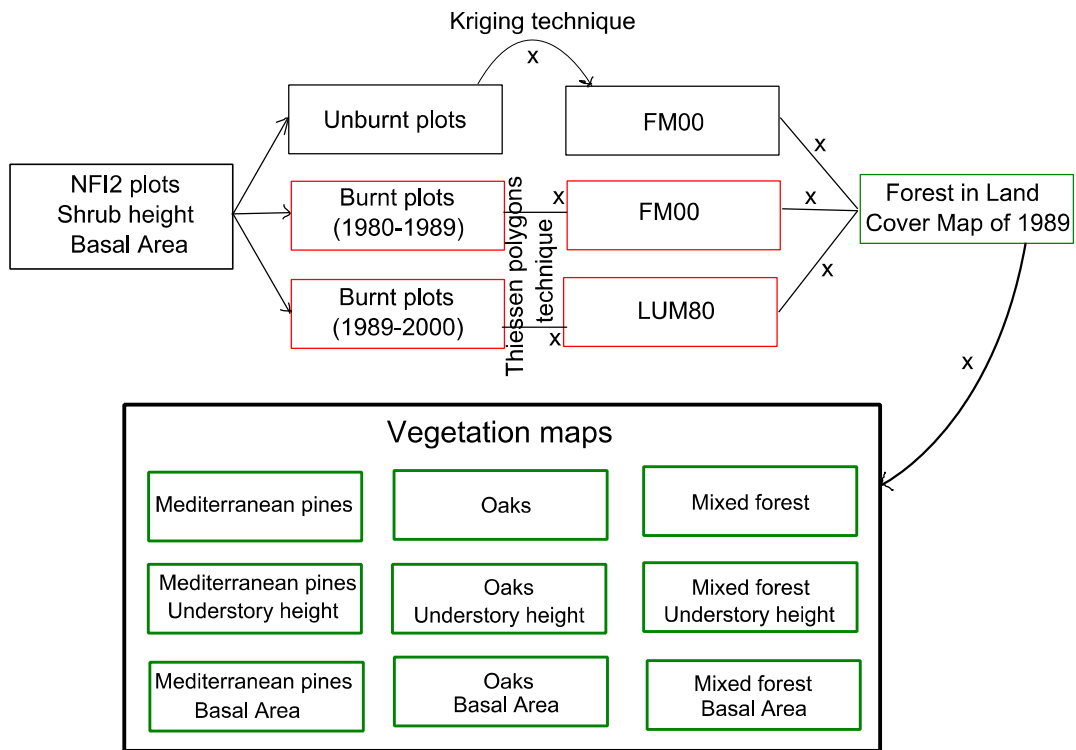 Kriging technique
x
Unburnt plots
FM00
x
NFI2 plots
Shrub height
Basal Area
Burnt plots
(1980-1989)
Thiessen polygons
technique
x
FM00
x
Forest in Land
Cover Map of 1989
Burnt plots
(1989-2000)
x
LUM80
x
x
Vegetation maps
Mediterranean pines
Oaks
Mixed forest
Mediterranean pines
Understory height
Oaks
Understory height
Mixed forest
Understory height
Mediterranean pines
Basal Area
Oaks
Basal Area
Mixed forest
Basal Area